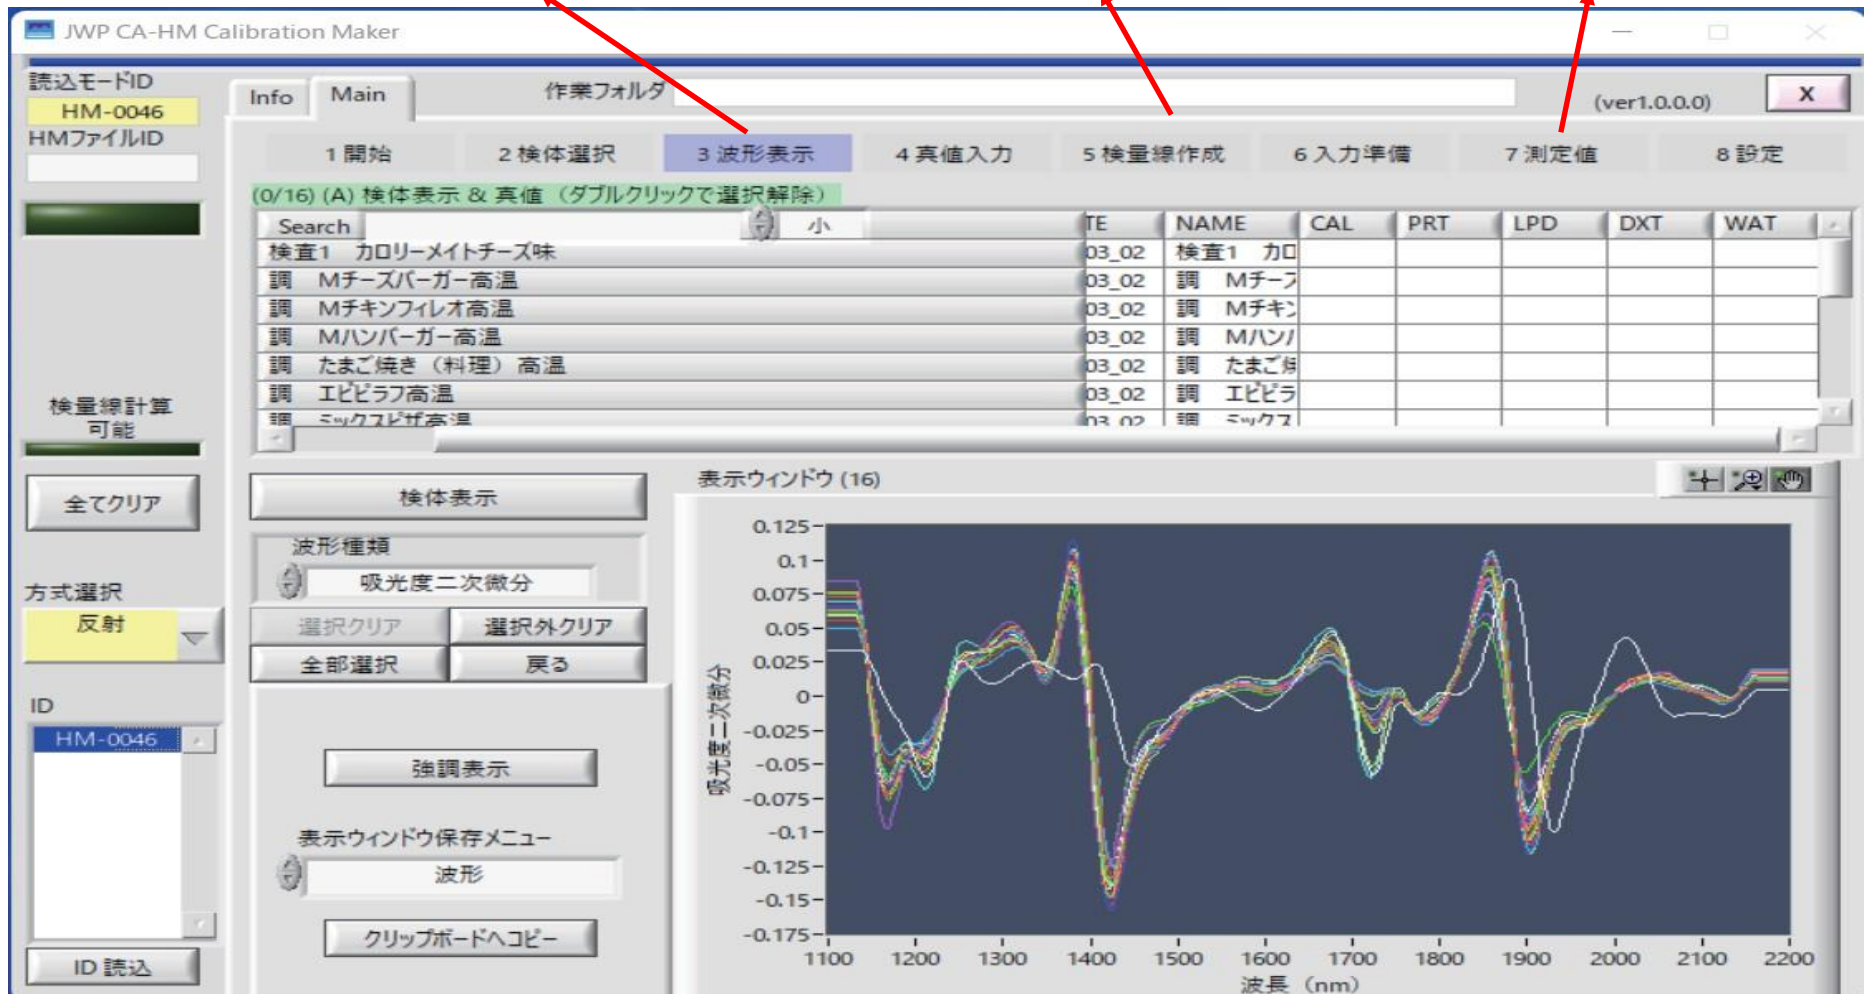 JWP CA-HM Calibration Maker
読込モードID
HM-0046
HMファイルID
Info
Main
作業フォルダ
(ver1.0.0.0)
X
1 開始
2 検体選択
3 波形表示
4 真値入力
5 検量線作成
6 入力準備
7 測定値
8 設定
(0/16) (A) 検体表示 & 真値 (ダブルクリックで選択解除)
Search
小
TE NAME CAL PRT LPD DXT WAT
検査1 カロリーメイトチーズ味 03_02 検査1 カロ
調 Mチーズバーガー高温 03_02 調 Mチーズ
調 Mチキンフィレオ高温 03_02 調 Mチキン
調 Mハンバーガー高温 03_02 調 Mハンバ
調 たまご焼き (料理) 高温 03_02 調 たまご焼
調 エビピラフ高温 03_02 調 エビピラ
調 ミックスピザ高温 03_02 調 ミックス
検量線計算
可能
全てクリア
方式選択
反射
ID
HM-0046
ID 読込
検体表示
波形種類
吸光度二次微分
選択クリア
選択外クリア
全部選択
戻る
強調表示
表示ウィンドウ保存メニュー
波形
クリップボードへコピー
表示ウィンドウ (16)
吸光度二次微分
0.125
0.1
0.075
0.05
0.025
0
-0.025
-0.05
-0.075
-0.1
-0.125
-0.15
-0.175
1100 1200 1300 1400 1500 1600 1700 1800 1900 2000 2100 2200
波長 (nm)